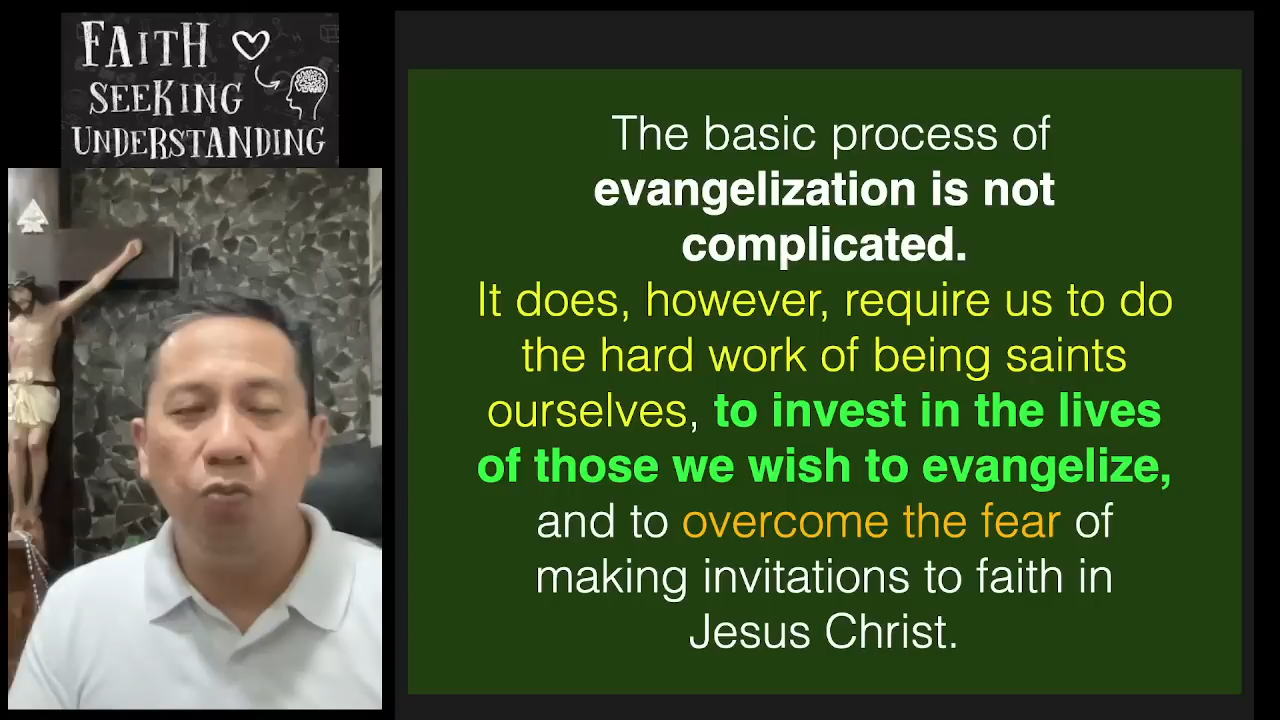 FAITH
SEEKING
UNDERSTANDING
The basic process of
evangelization is not
complicated.
It does, however, require us to do
the hard work of being saints
ourselves, to invest in the lives
of those we wish to evangelize,
and to overcome the fear of
making invitations to faith in
Jesus Christ.